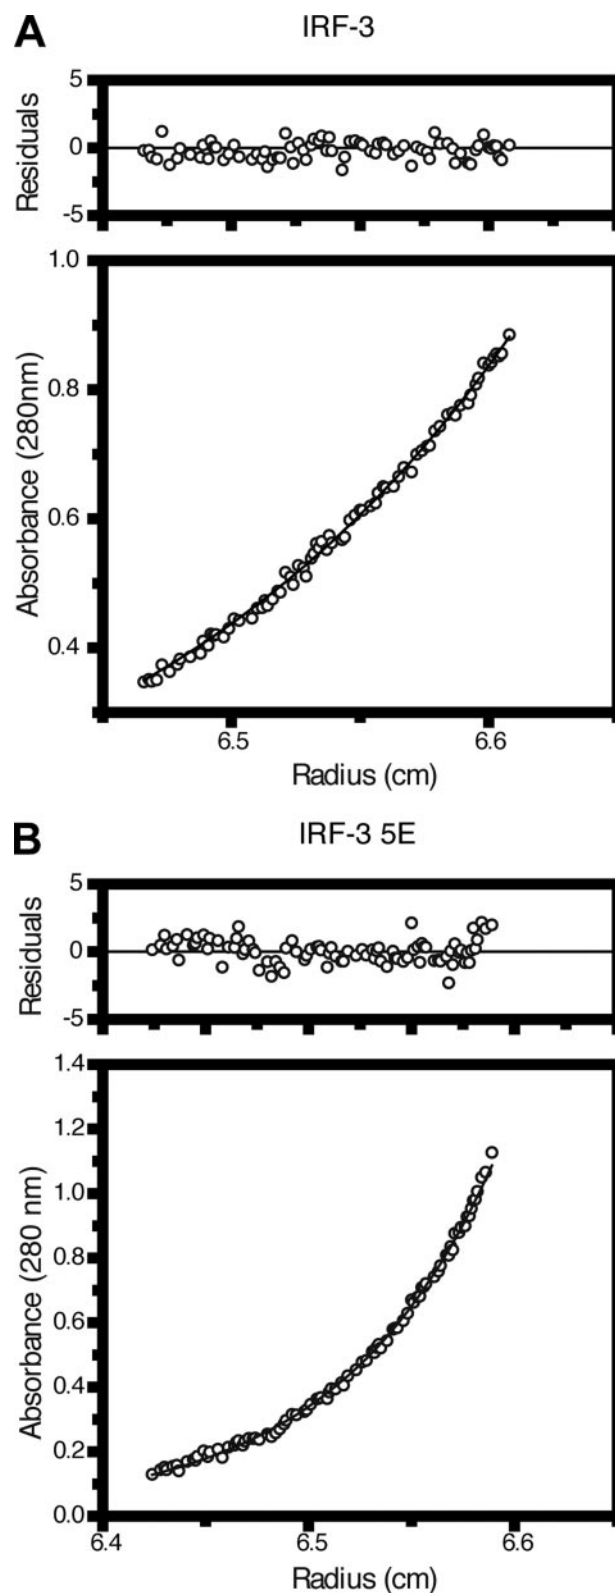 A
IRF-3
5
0
-5
Residuals
1.0
0.8
0.6
0.4
Absorbance (280nm)
6.5
6.6
Radius (cm)
B
IRF-3 5E
5
0
-5
Residuals
1.4
1.2
1.0
0.8
0.6
0.4
0.2
0.0
Absorbance (280 nm)
6.4
6.5
6.6
Radius (cm)